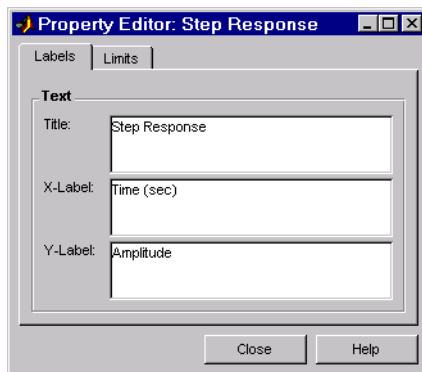 Property Editor: Step Response
Labels Limits
Text
Title: Step Response
X-Label: Time (sec)
Y-Label: Amplitude
Close Help